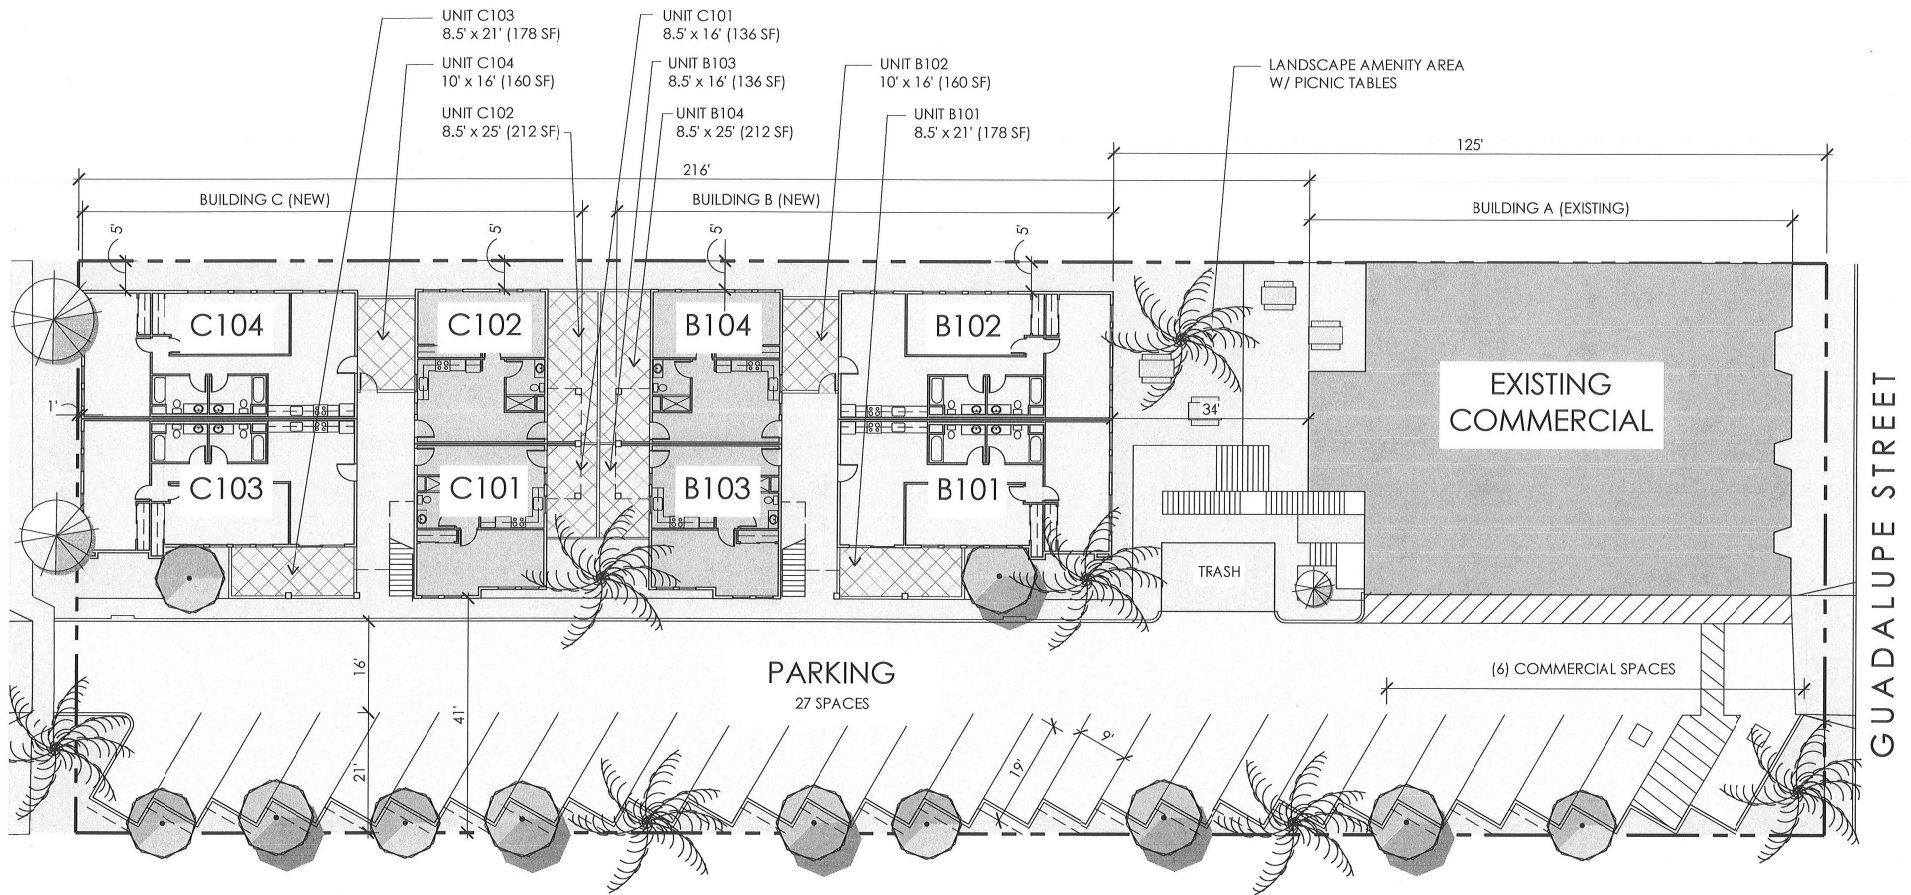 UNIT C103
8.5' x 21' (178 SF)
UNIT C104
10' x 16' (160 SF)
UNIT C102
8.5' x 25' (212 SF)
UNIT C101
8.5' x 16' (136 SF)
UNIT B103
8.5' x 16' (136 SF)
UNIT B104
8.5' x 25' (212 SF)
UNIT B102
10' x 16' (160 SF)
UNIT B101
8.5' x 21' (178 SF)
LANDSCAPE AMENITY AREA
W/ PICNIC TABLES
125'
216'
BUILDING C (NEW)
BUILDING B (NEW)
BUILDING A (EXISTING)
5'
5'
5'
5'
C104
C102
B104
B102
EXISTING
COMMERCIAL
1'
34'
C103
C101
B103
B101
TRASH
GUADALUPE STREET
PARKING
27 SPACES
(6) COMMERCIAL SPACES
16'
41'
21'
19'
9'